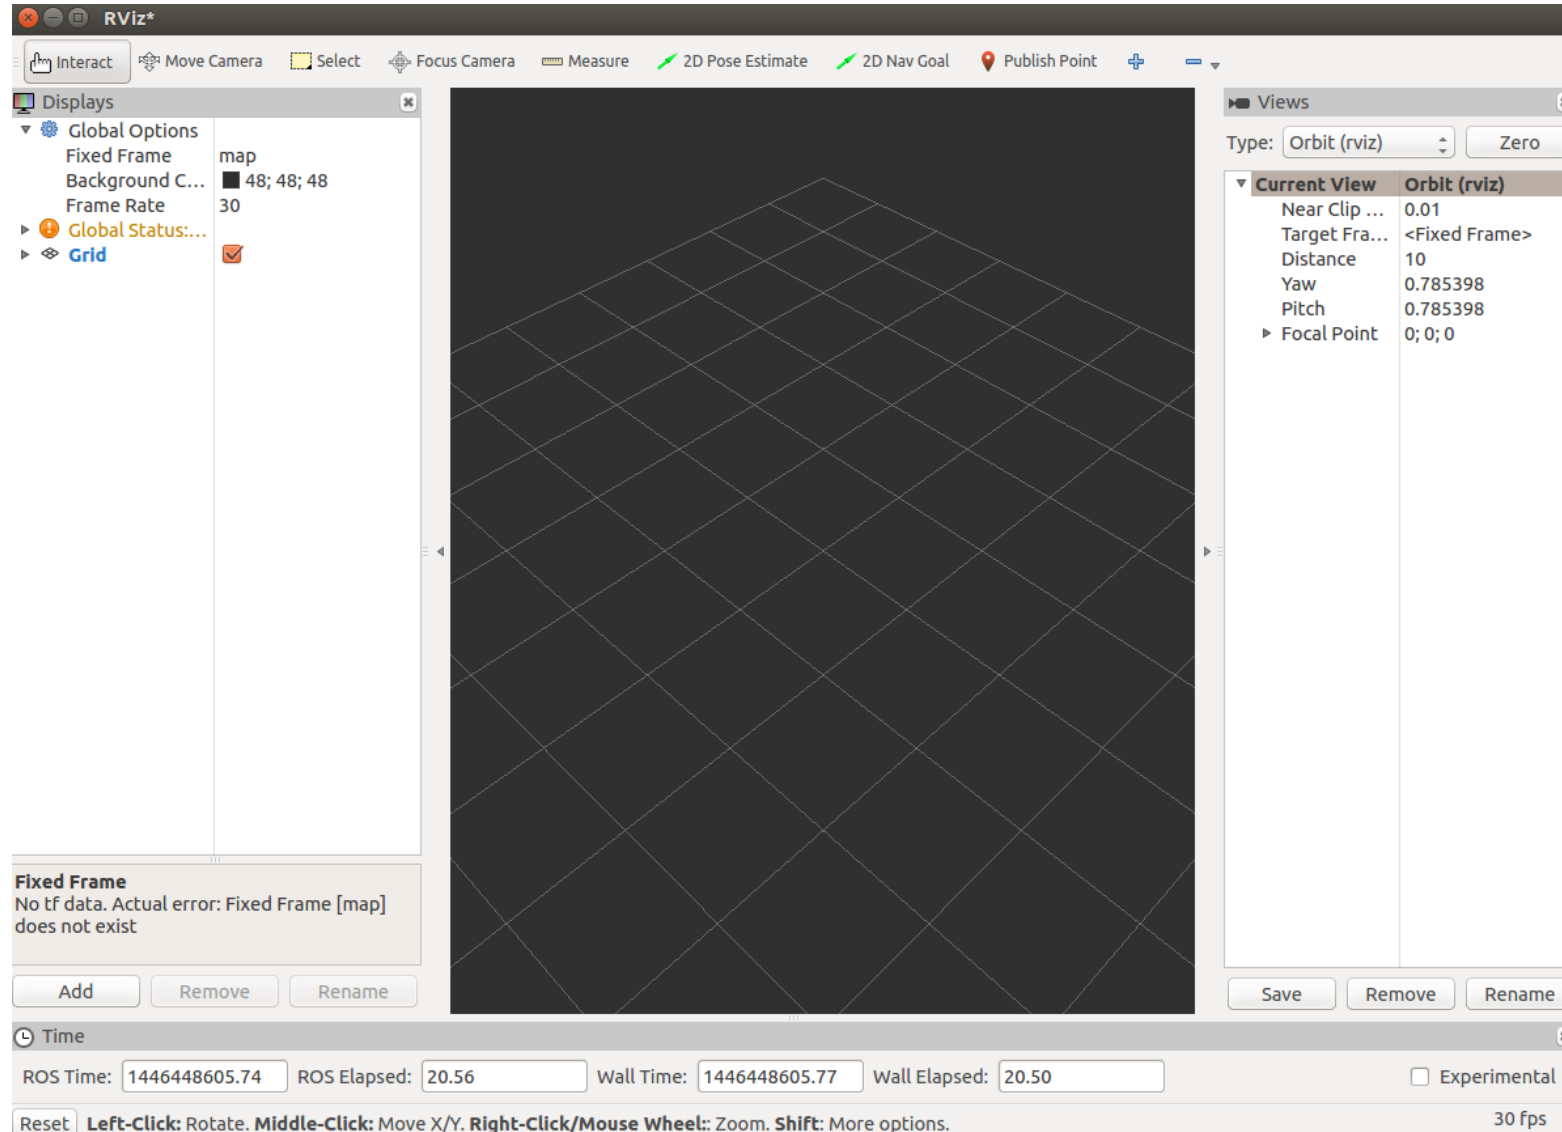 RViz*
Interact Move Camera Select Focus Camera Measure 2D Pose Estimate 2D Nav Goal Publish Point
Displays
Global Options
Fixed Frame map
Background C... 48; 48; 48
Frame Rate 30
Global Status:...
Grid
Fixed Frame
No tf data. Actual error: Fixed Frame [map]
does not exist
Add Remove Rename
Views
Type: Orbit (rviz) Zero
Current View Orbit (rviz)
Near Clip ... 0.01
Target Fra... <Fixed Frame>
Distance 10
Yaw 0.785398
Pitch 0.785398
Focal Point 0; 0; 0
Save Remove Rename
Time
ROS Time: 1446448605.74 ROS Elapsed: 20.56 Wall Time: 1446448605.77 Wall Elapsed: 20.50 Experimental
Reset Left-Click: Rotate. Middle-Click: Move X/Y. Right-Click/Mouse Wheel:: Zoom. Shift: More options. 30 fps